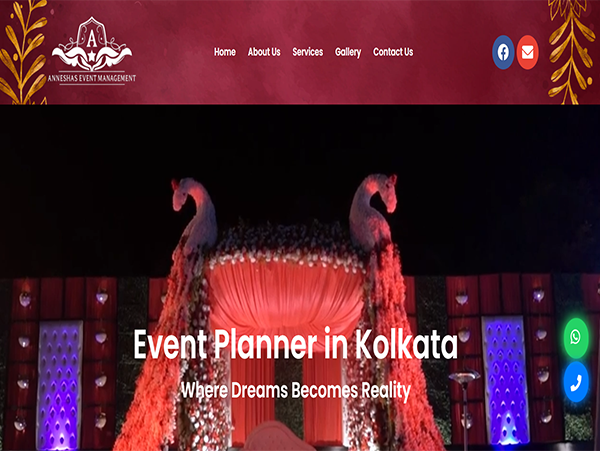 A
ANNESHAS EVENT MANAGEMENT
Home About Us Services Gallery Contact Us
Event Planner in Kolkata
Where Dreams Becomes Reality